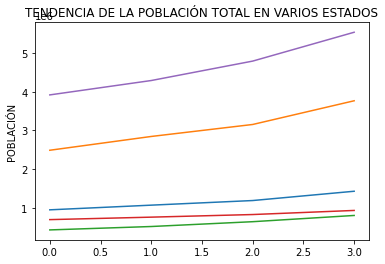 TENDENCIA DE LA POBLACIÓN TOTAL EN VARIOS ESTADOS
1e6
POBLACIÓN
5
4
3
2
1
0.0 0.5 1.0 1.5 2.0 2.5 3.0